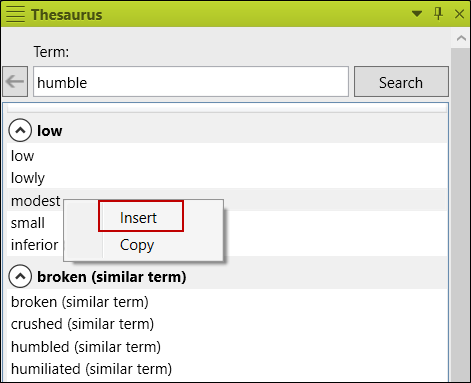 Thesaurus
Term:
humble
Search
low
low
lowly
modest
small
inferior
Insert
Copy
broken (similar term)
broken (similar term)
crushed (similar term)
humbled (similar term)
humiliated (similar term)